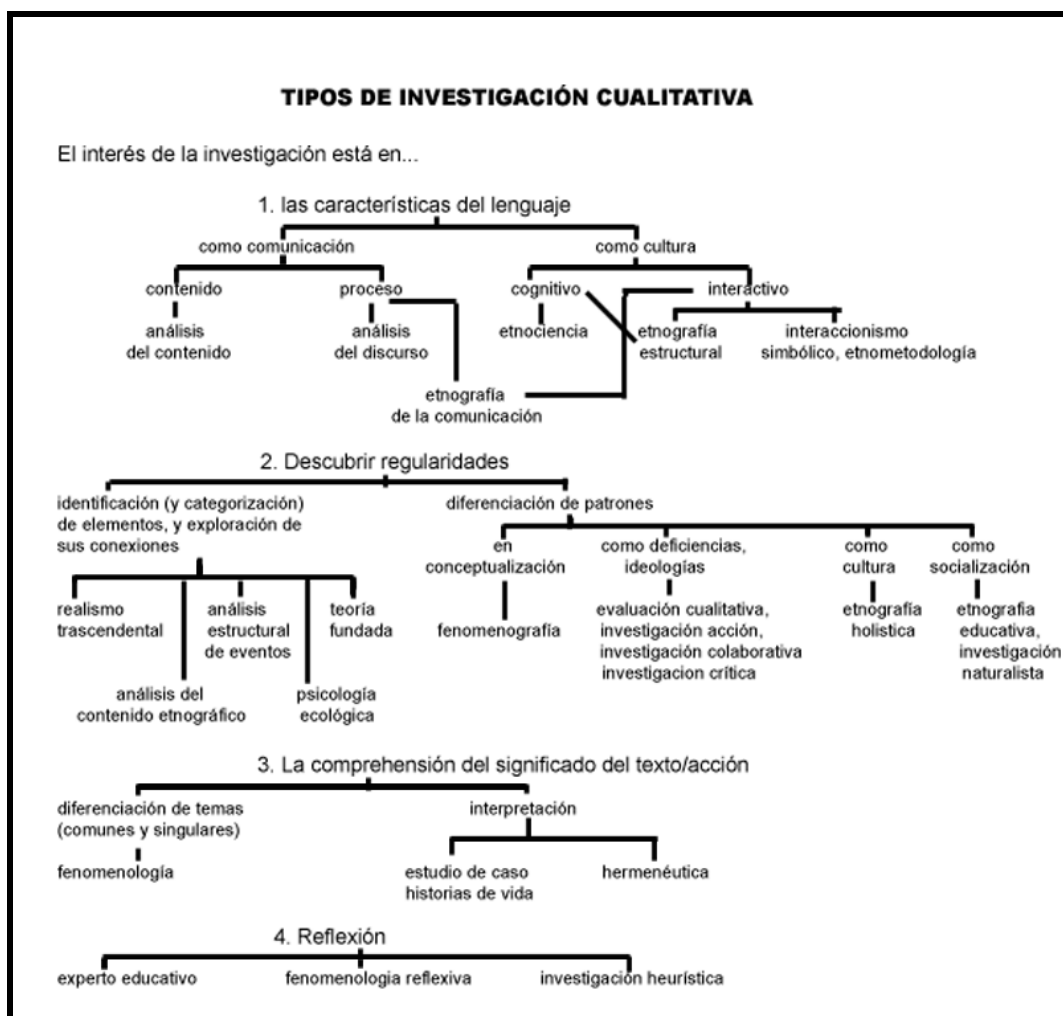 TIPOS DE INVESTIGACIÓN CUALITATIVA
El interés de la investigación está en...
1. las características del lenguaje
como comunicación como cultura
contenido proceso cognitivo interactivo
análisis análisis etnociencia etnografía interaccionismo
del contenido del discurso estructural simbólico, etnometodología
etnografía
de la comunicación
2. Descubrir regularidades
identificación (y categorización) diferenciación de patrones
de elementos, y exploración de
sus conexiones
en como deficiencias, como como
conceptualización ideologías cultura socialización
realismo análisis teoría
trascendental estructural fundada
de eventos
fenomenografía
evaluación cualitativa, etnografía etnografia
investigación acción, holistica educativa,
investigación colaborativa investigación
investigacion crítica naturalista
análisis del psicología
contenido etnográfico ecológica
3. La comprensión del significado del texto/acción
diferenciación de temas interpretación
(comunes y singulares)
fenomenología estudio de caso hermenéutica
historias de vida
4. Reflexión
experto educativo fenomenologia reflexiva investigación heurística